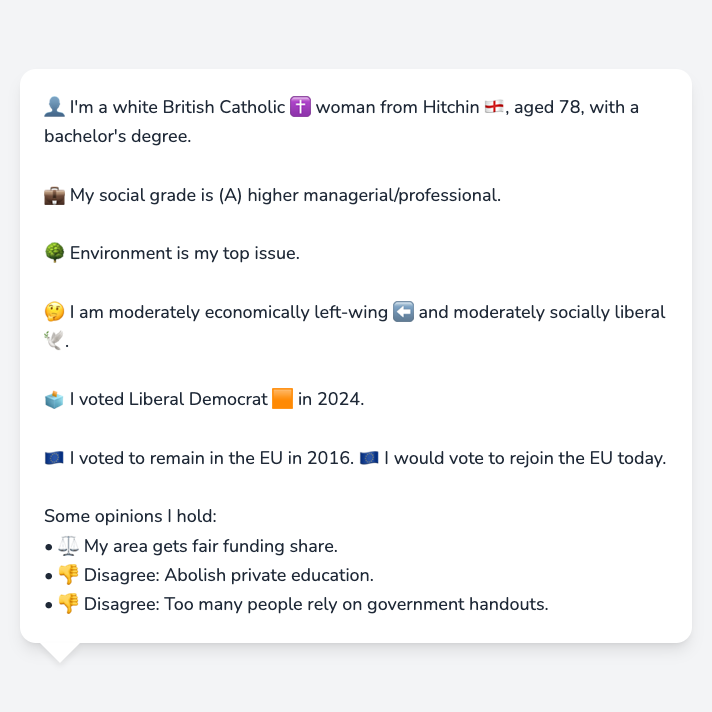 👤 I'm a white British Catholic ✝️ woman from Hitchin 🏴󠁧󠁢󠁥󠁮󠁧󠁿, aged 78, with a
bachelor's degree.
💼 My social grade is (A) higher managerial/professional.
🌳 Environment is my top issue.
🤔 I am moderately economically left-wing ⬅️ and moderately socially liberal
🕊️.
🗳️ I voted Liberal Democrat 🟧 in 2024.
🇪🇺 I voted to remain in the EU in 2016. 🇪🇺 I would vote to rejoin the EU today.
Some opinions I hold:
• ⚖️ My area gets fair funding share.
• 👎 Disagree: Abolish private education.
• 👎 Disagree: Too many people rely on government handouts.